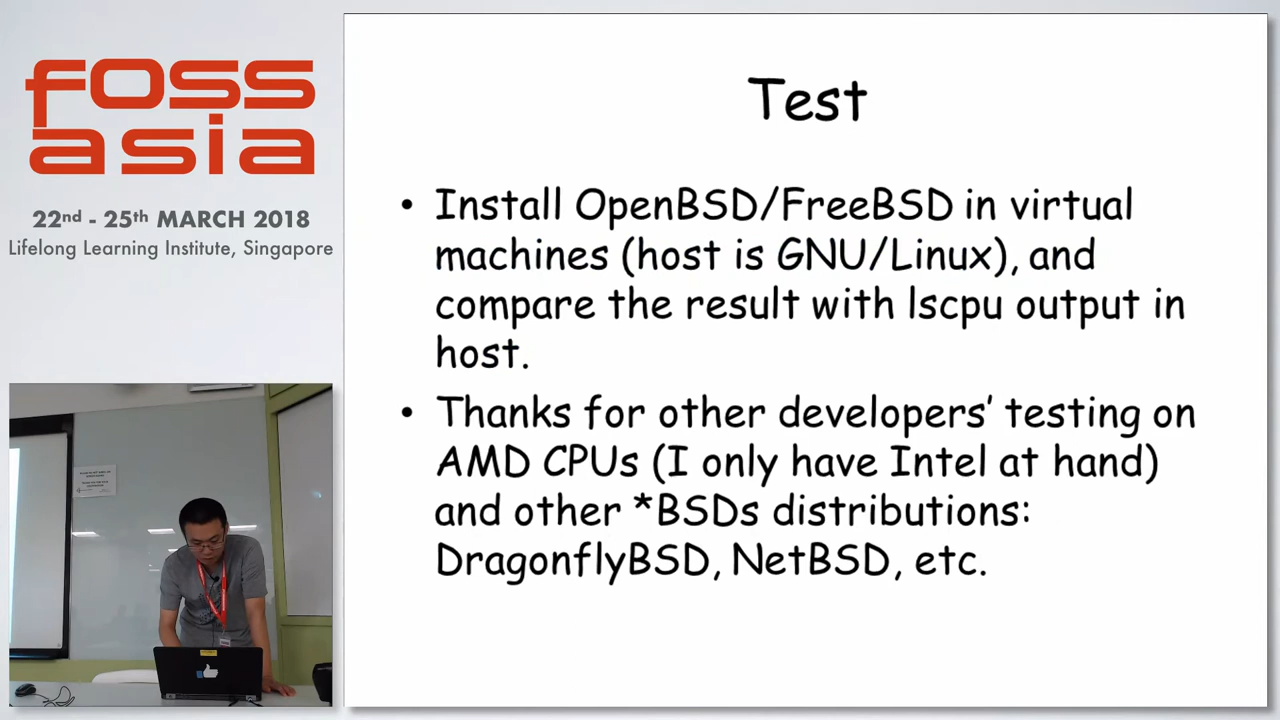 foss
asia
22nd - 25th MARCH 2018
Lifelong Learning Institute, Singapore
Test
• Install OpenBSD/FreeBSD in virtual
machines (host is GNU/Linux), and
compare the result with lscpu output in
host.
• Thanks for other developers’ testing on
AMD CPUs (I only have Intel at hand)
and other *BSDs distributions:
DragonflyBSD, NetBSD, etc.